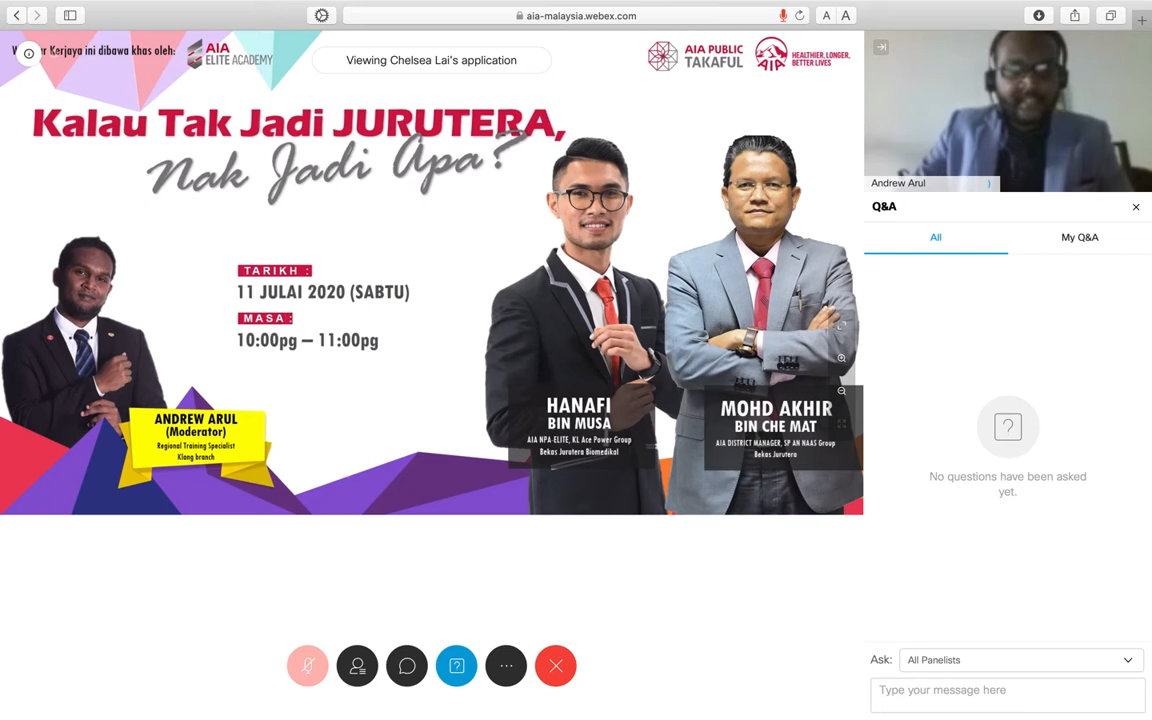 aia-malaysia.webex.com
A A
Kerjaya ini dibawa khas oleh:
AIA
ELITE ACADEMY
Viewing Chelsea Lai's application
AIA PUBLIC
TAKAFUL
AIA
HEALTHIER, LONGER,
BETTER LIVES
Kalau Tak Jadi JURUTERA,
Nak Jadi Apa?
TARIKH :
11 JULAI 2020 (SABTU)
MASA :
10:00pg – 11:00pg
ANDREW ARUL
(Moderator)
Regional Training Specialist
Klang branch
HANAFI
BIN MUSA
AIA NPA-ELITE, KL Ace Power Group
Bekas Jurutera Biomedikal
MOHD AKHIR
BIN CHE MAT
AIA DISTRICT MANAGER, SP AN NAAS Group
Bekas Jurutera
Andrew Arul
Q&A
All
My Q&A
No questions have been asked
yet.
Ask:
All Panelists
Type your message here